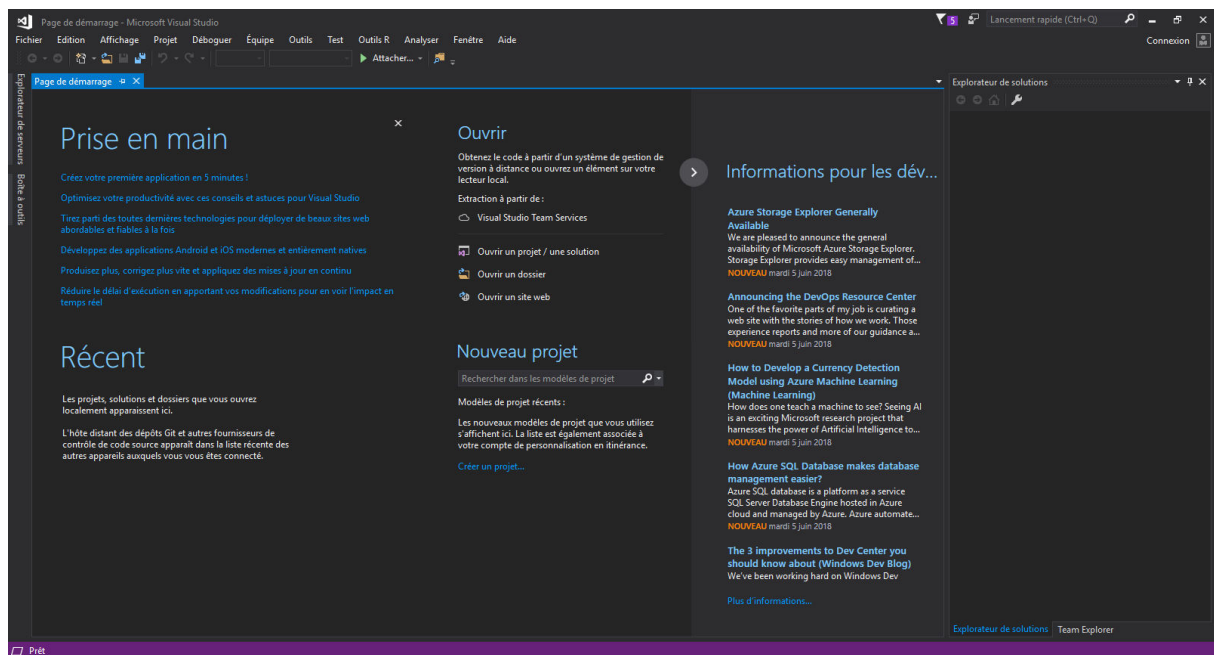 Page de démarrage - Microsoft Visual Studio
5
Lancement rapide (Ctrl+Q)
Fichier Edition Affichage Projet Déboguer Équipe Outils Test Outils R Analyser Fenêtre Aide
Connexion
Attacher...
Explorateur de serveurs
Boîte à outils
Page de démarrage
Prise en main
Créez votre première application en 5 minutes !
Optimisez votre productivité avec ces conseils et astuces pour Visual Studio
Tirez parti des toutes dernières technologies pour déployer de beaux sites web
abordables et fiables à la fois
Développez des applications Android et iOS modernes et entièrement natives
Produisez plus, corrigez plus vite et appliquez des mises à jour en continu
Réduire le délai d'exécution en apportant vos modifications pour en voir l'impact en
temps réel
Récent
Les projets, solutions et dossiers que vous ouvrez
localement apparaissent ici.
L'hôte distant des dépôts Git et autres fournisseurs de
contrôle de code source apparaît dans la liste récente des
autres appareils auxquels vous vous êtes connecté.
Ouvrir
Obtenez le code à partir d'un système de gestion de
version à distance ou ouvrez un élément sur votre
lecteur local.
Extraction à partir de :
Visual Studio Team Services
Ouvrir un projet / une solution
Ouvrir un dossier
Ouvrir un site web
Nouveau projet
Rechercher dans les modèles de projet
Modèles de projet récents :
Les nouveaux modèles de projet que vous utilisez
s'affichent ici. La liste est également associée à
votre compte de personnalisation en itinérance.
Créer un projet...
Informations pour les dév...
Azure Storage Explorer Generally
Available
We are pleased to announce the general
availability of Microsoft Azure Storage Explorer.
Storage Explorer provides easy management of...
NOUVEAU mardi 5 juin 2018
Announcing the DevOps Resource Center
One of the favorite parts of my job is curating a
web site with the stories of how we work. Those
experience reports and more of our guidance a...
NOUVEAU mardi 5 juin 2018
How to Develop a Currency Detection
Model using Azure Machine Learning
(Machine Learning)
How does one teach a machine to see? Seeing AI
is an exciting Microsoft research project that
harnesses the power of Artificial Intelligence to...
NOUVEAU mardi 5 juin 2018
How Azure SQL Database makes database
management easier?
Azure SQL database is a platform as a service
SQL Server Database Engine hosted in Azure
cloud and managed by Azure. Azure automate...
NOUVEAU mardi 5 juin 2018
The 3 improvements to Dev Center you
should know about (Windows Dev Blog)
We've been working hard on Windows Dev
Plus d'informations...
Explorateur de solutions
Explorateur de solutions Team Explorer
Prêt